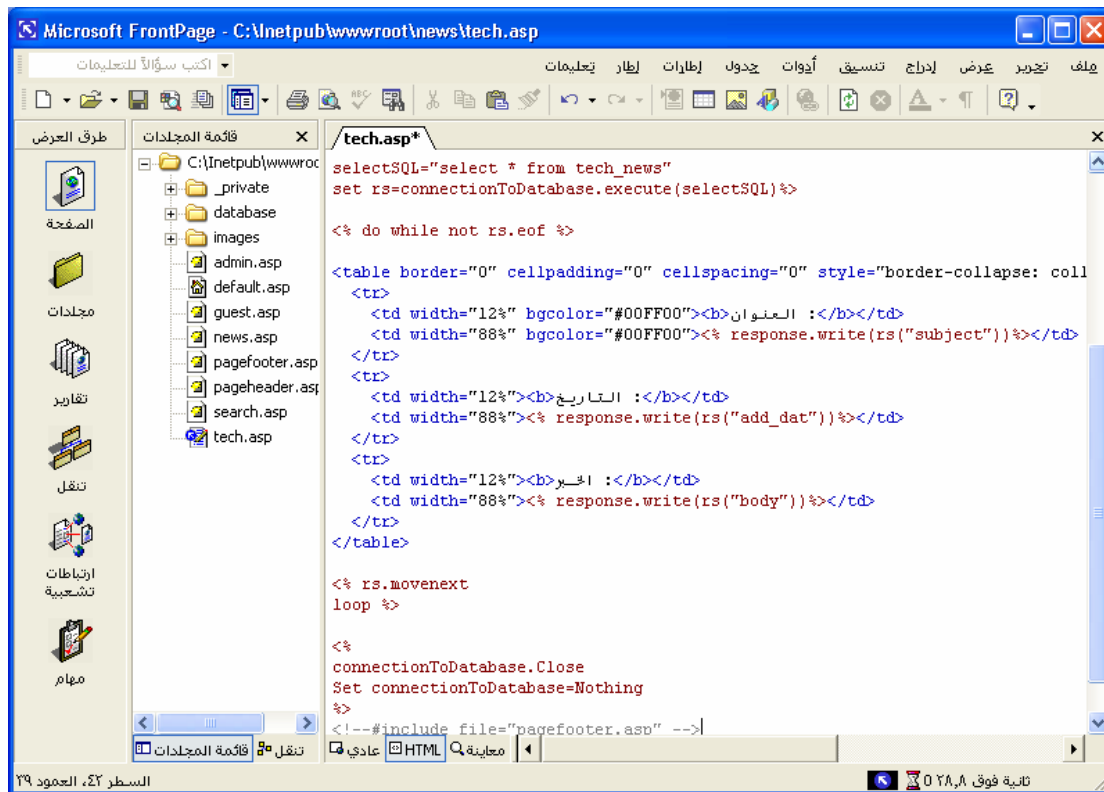 Microsoft FrontPage - C:\Inetpub\wwwroot\news\tech.asp
ملف تحرير عرض إدراج تنسيق أدوات جدول إطارات إطار تعليمات
اكتب سؤالاً للتعليمات
طرق العرض
الصفحة
مجلدات
تقارير
تنقل
ارتباطات
تشعبية
مهام
قائمة المجلدات
C:\Inetpub\wwwroc
_private
database
images
admin.asp
default.asp
guest.asp
news.asp
pagefooter.asp
pageheader.asp
search.asp
tech.asp
تنقل
قائمة المجلدات
tech.asp*
selectSQL="select * from tech_news"
set rs=connectionToDatabase.execute(selectSQL)%>
<% do while not rs.eof %>
<table border="0" cellpadding="0" cellspacing="0" style="border-collapse: coll
<tr>
<td width="12%" bgcolor="#00FF00"><b>العنوان :</b></td>
<td width="88%" bgcolor="#00FF00"><% response.write(rs("subject"))%></td>
</tr>
<tr>
<td width="12%"><b>التاريخ :</b></td>
<td width="88%"><% response.write(rs("add_dat"))%></td>
</tr>
<tr>
<td width="12%"><b>الخبر :</b></td>
<td width="88%"><% response.write(rs("body"))%></td>
</tr>
</table>
<% rs.movenext
loop %>
<%
connectionToDatabase.Close
Set connectionToDatabase=Nothing
%>
<!--#include file="pagefooter.asp" -->
عادي HTML معاينة
السطر ٤٢، العمود ٢٩
٢٨,٨ 0 ثانية فوق